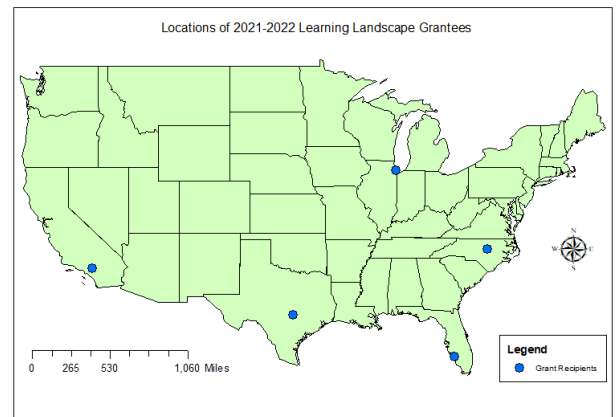 Locations of 2021-2022 Learning Landscape Grantees
N
W E
S
0 265 530 1,060 Miles
Legend
Grant Recipients